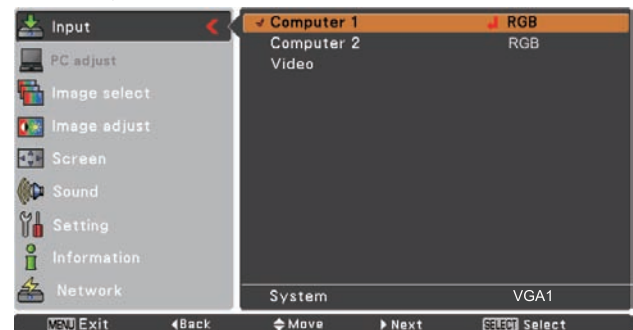 Input
PC adjust
Image select
Image adjust
Screen
Sound
Setting
Information
Network
Computer 1 RGB
Computer 2 RGB
Video
System VGA1
MENU Exit Back Move Next SELECT Select